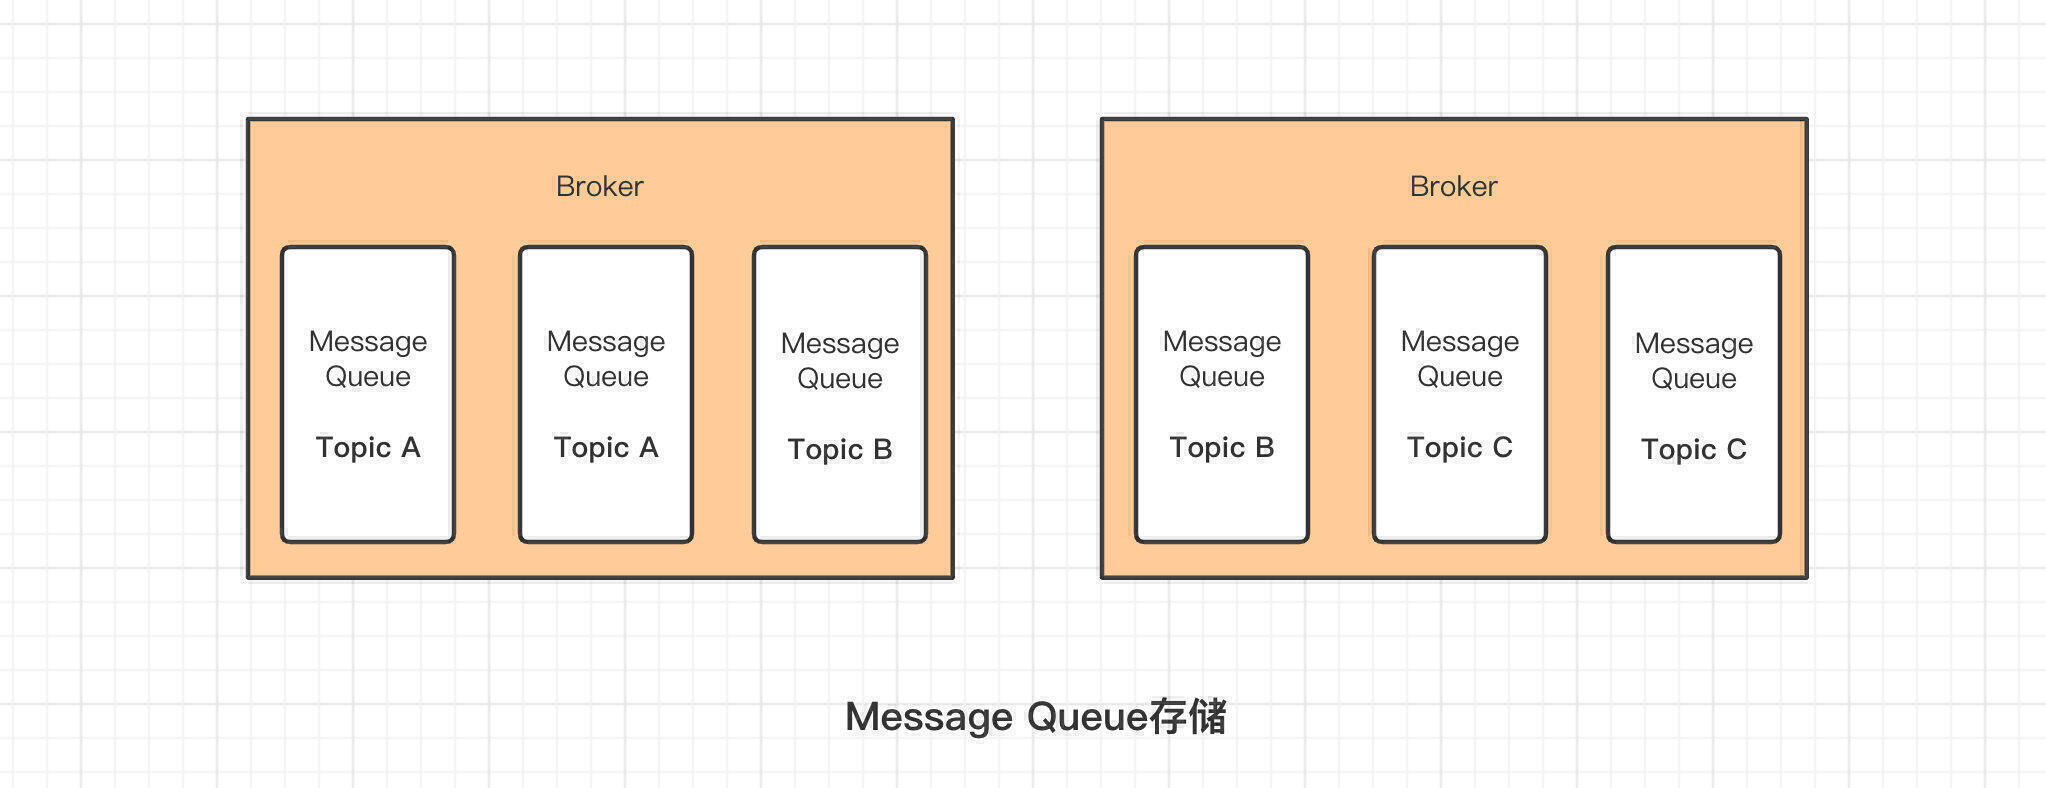 Broker
Message
Queue
Topic A
Message
Queue
Topic A
Message
Queue
Topic B
Broker
Message
Queue
Topic B
Message
Queue
Topic C
Message
Queue
Topic C
Message Queue存储